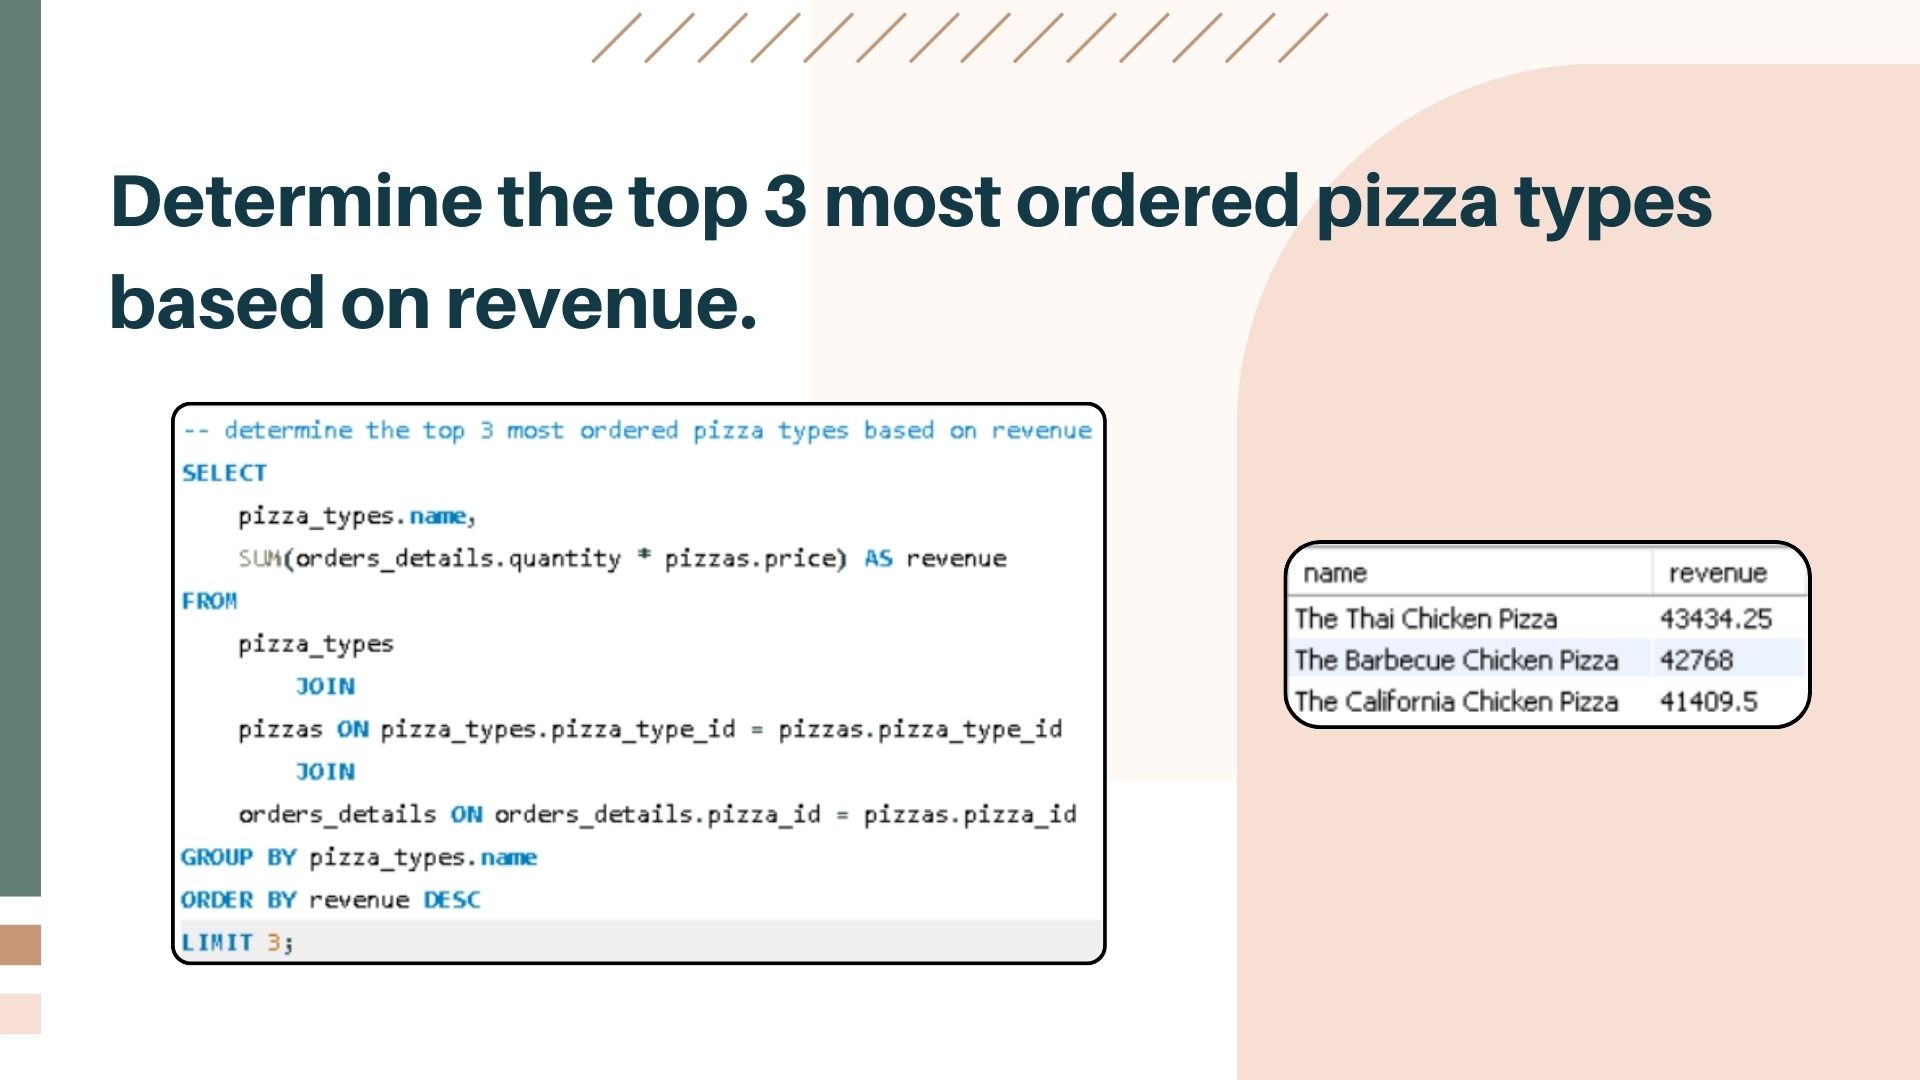 Determine the top 3 most ordered pizza types
based on revenue.
-- determine the top 3 most ordered pizza types based on revenue
SELECT
    pizza_types.name,
    SUM(orders_details.quantity * pizzas.price) AS revenue
FROM
    pizza_types
        JOIN
    pizzas ON pizza_types.pizza_type_id = pizzas.pizza_type_id
        JOIN
    orders_details ON orders_details.pizza_id = pizzas.pizza_id
GROUP BY pizza_types.name
ORDER BY revenue DESC
LIMIT 3;
name revenue
The Thai Chicken Pizza 43434.25
The Barbecue Chicken Pizza 42768
The California Chicken Pizza 41409.5